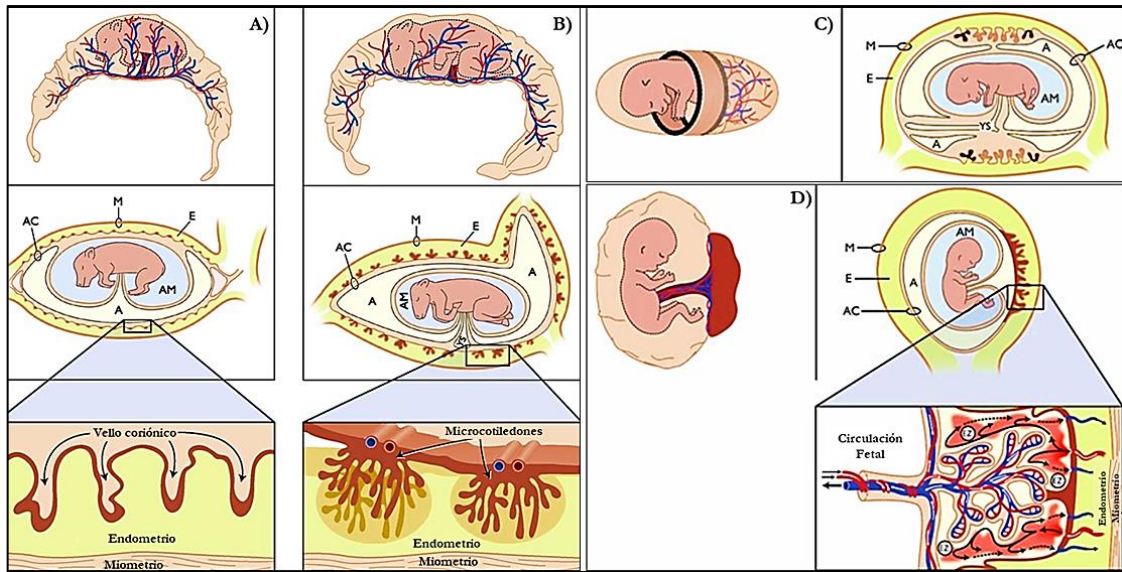 A)
M
E
AC
AM
A
Vello coriónico
Endometrio
Miometrio
B)
M
E
AC
A
AM
A
YS
Microcotiledones
Endometrio
Miometrio
C)
M
E
A
AC
AM
YS
A
D)
M
E
AC
AM
A
Circulación
Fetal
Endometrio
Miometrio